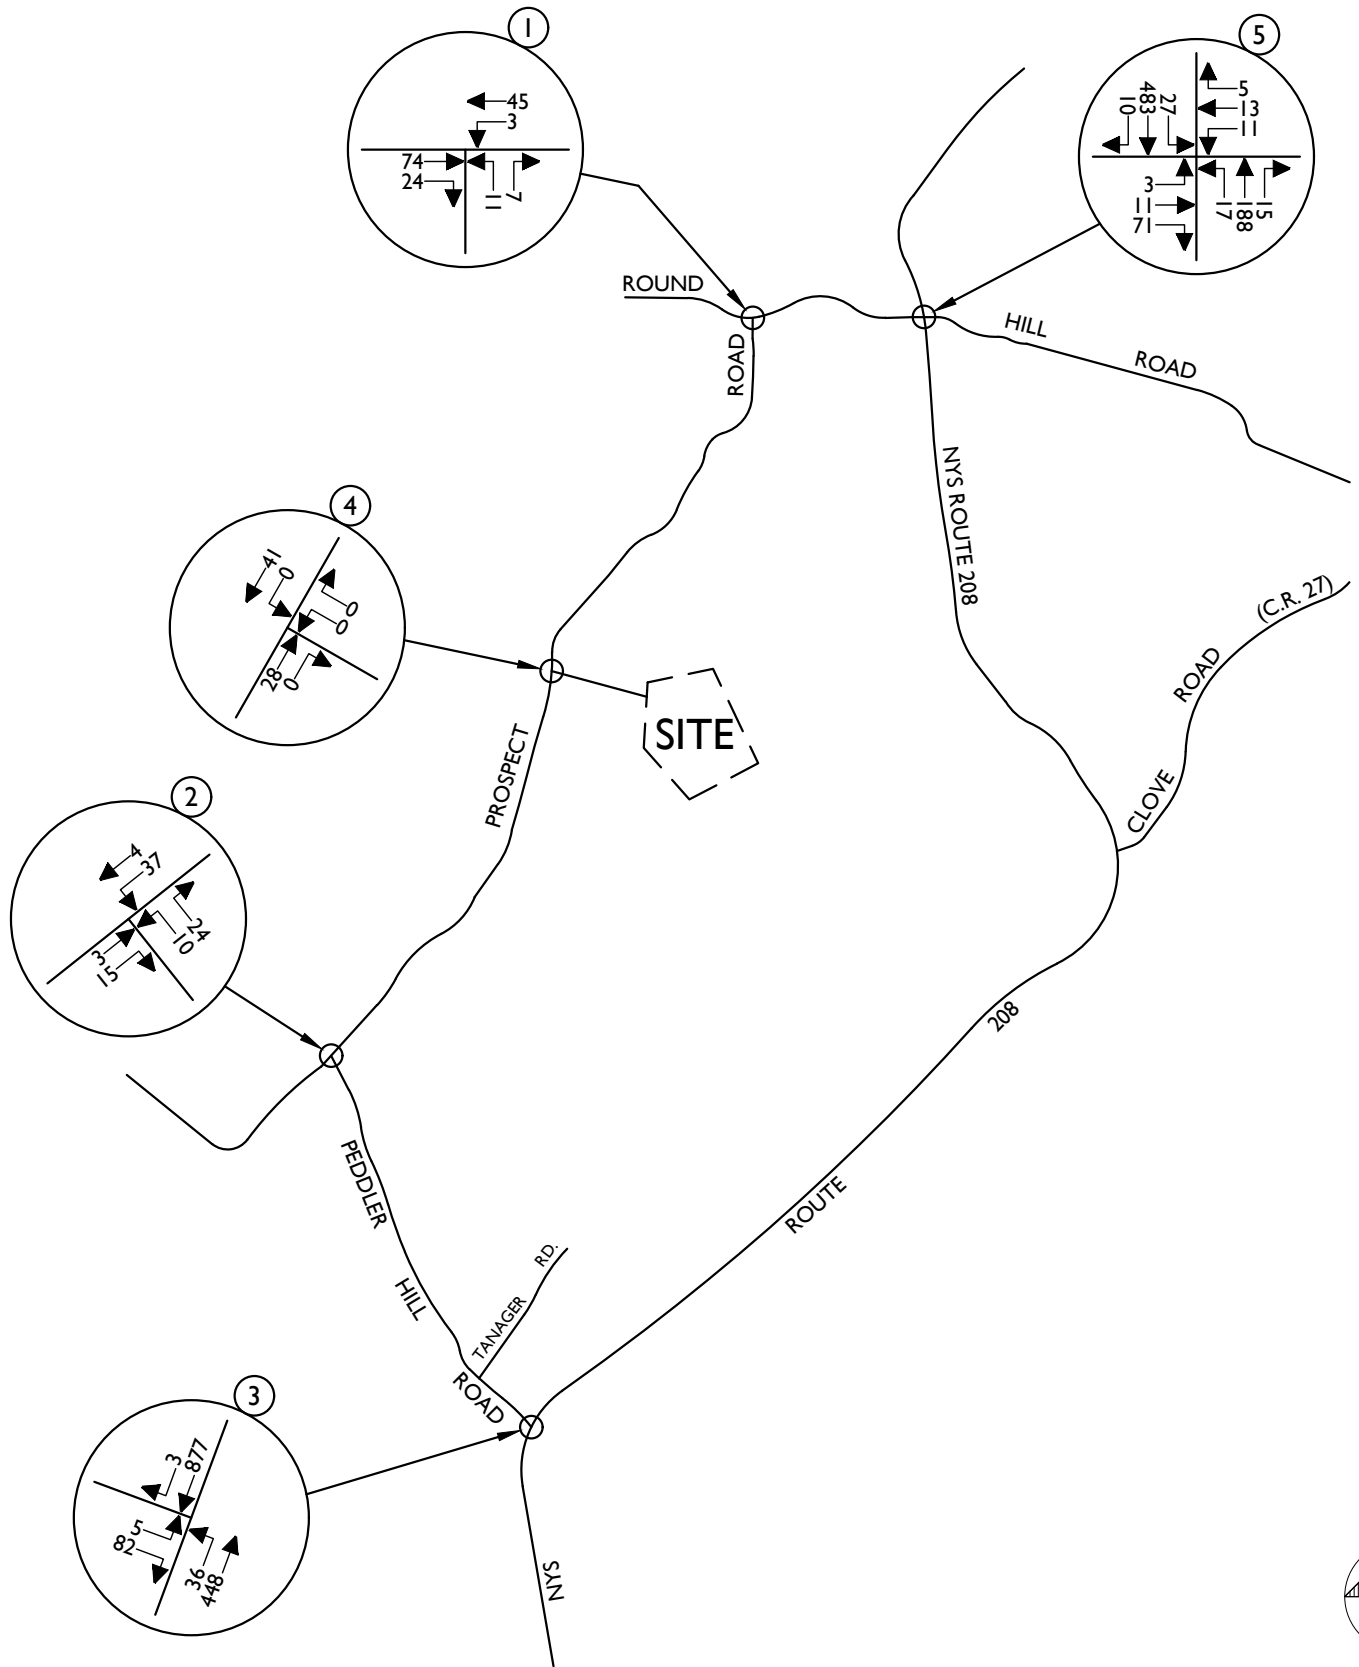 1
45
3
74
24
11
7
5
10
483
27
5
13
11
3
11
71
17
188
15
ROUND
ROAD
HILL
ROAD
NYS ROUTE 208
4
41
0
0
0
28
0
SITE
(C.R. 27)
ROAD
CLOVE
PROSPECT
2
4
37
24
10
3
15
208
ROUTE
PEDDLER
HILL
ROAD
TANAGER
RD.
3
3
877
5
82
36
448
NYS